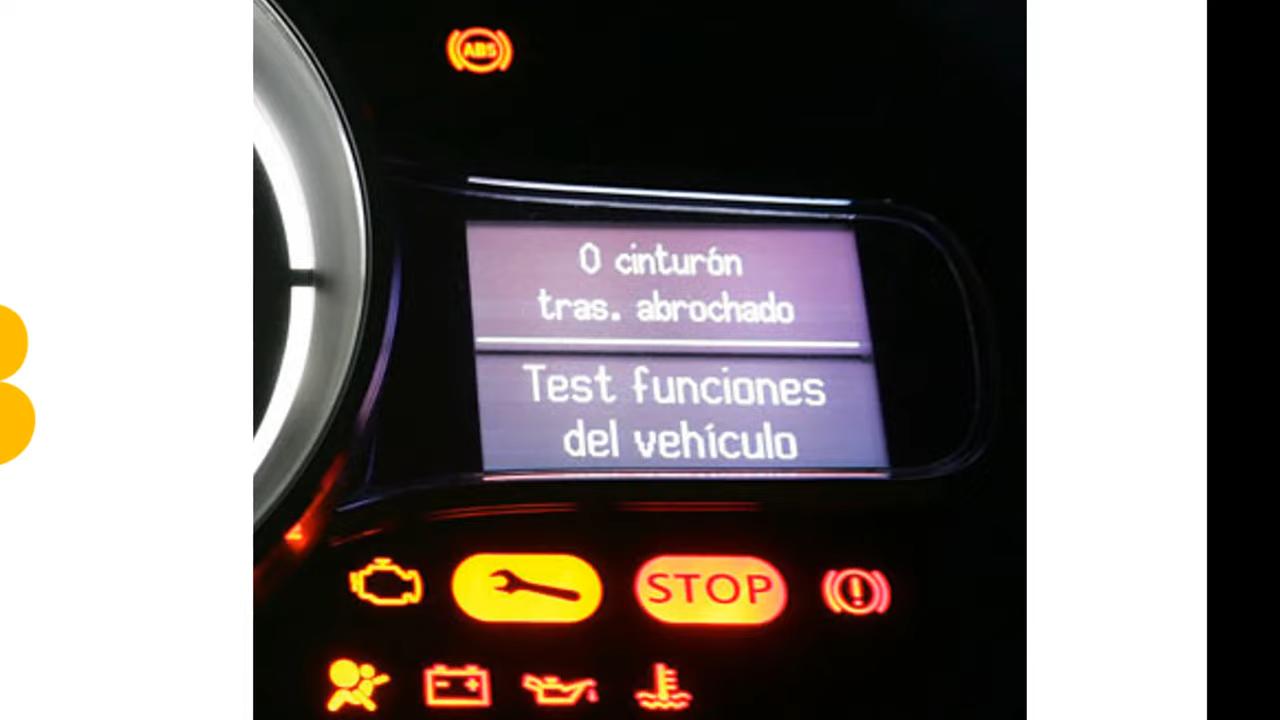 ABS
0 cinturón
tras. abrochado
Test funciones
del vehículo
STOP